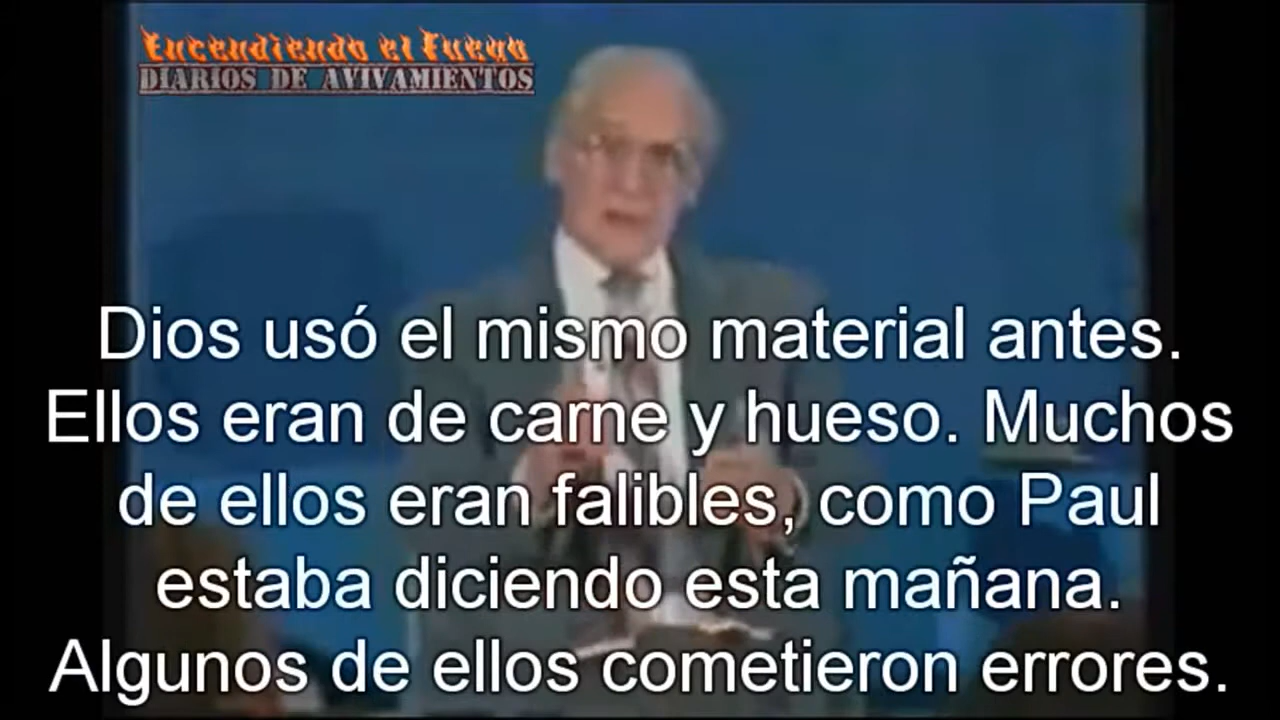 Encendiendo el Fuego
DIARIOS DE AVIVAMIENTOS
Dios usó el mismo material antes.
Ellos eran de carne y hueso. Muchos
de ellos eran falibles, como Paul
estaba diciendo esta mañana.
Algunos de ellos cometieron errores.